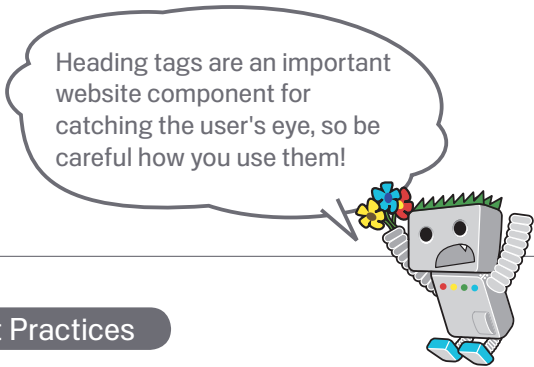 Heading tags are an important
website component for
catching the user's eye, so be
careful how you use them!
Practices